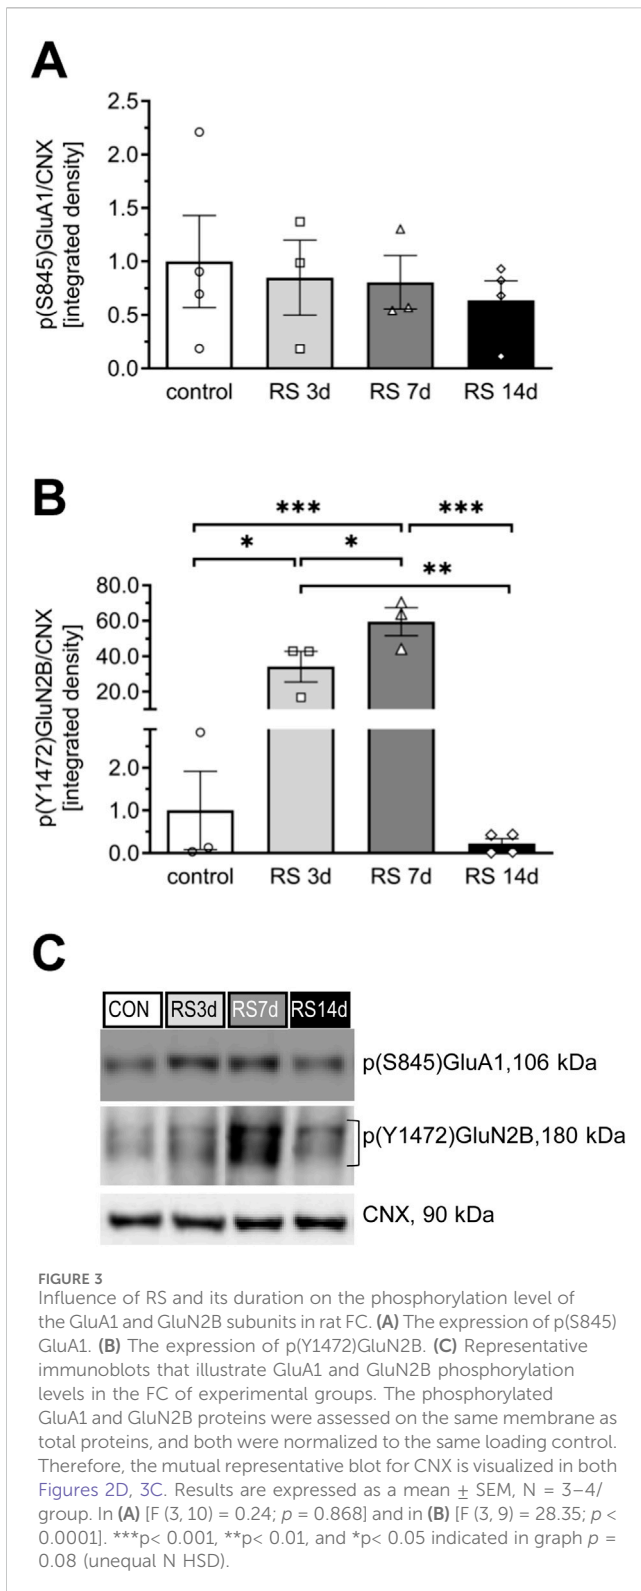 A
p(S845)GluA1/CNX
[integrated density]
2.5
2.0
1.5
1.0
0.5
0.0
control RS 3d RS 7d RS 14d
B
*** ***
* *
**
p(Y1472)GluN2B/CNX
[integrated density]
80.0
60.0
40.0
20.0
2.0
1.0
0.0
control RS 3d RS 7d RS 14d
C
CON RS3d RS7d RS14d
p(S845)GluA1,106 kDa
p(Y1472)GluN2B,180 kDa
CNX, 90 kDa
FIGURE 3
Influence of RS and its duration on the phosphorylation level of
the GluA1 and GluN2B subunits in rat FC. (A) The expression of p(S845)
GluA1. (B) The expression of p(Y1472)GluN2B. (C) Representative
immunoblots that illustrate GluA1 and GluN2B phosphorylation
levels in the FC of experimental groups. The phosphorylated
GluA1 and GluN2B proteins were assessed on the same membrane as
total proteins, and both were normalized to the same loading control.
Therefore, the mutual representative blot for CNX is visualized in both
Figures 2D, 3C. Results are expressed as a mean ± SEM, N = 3–4/
group. In (A) [F (3, 10) = 0.24; p = 0.868] and in (B) [F (3, 9) = 28.35; p <
0.0001]. ***p< 0.001, **p< 0.01, and *p< 0.05 indicated in graph p =
0.08 (unequal N HSD).